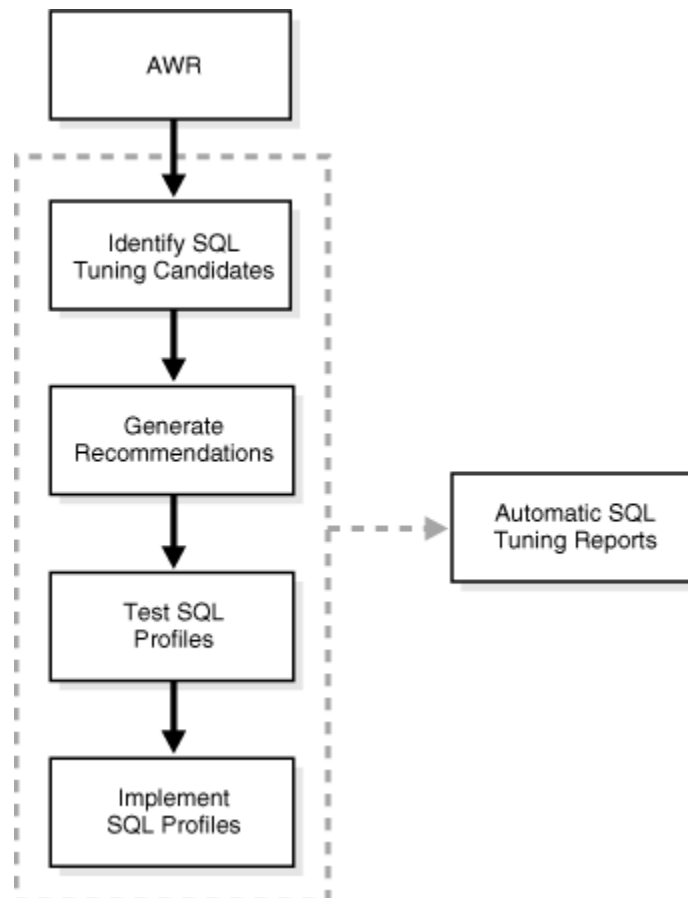 AWR
Identify SQL
Tuning Candidates
Generate
Recommendations
Automatic SQL
Tuning Reports
Test SQL
Profiles
Implement
SQL Profiles